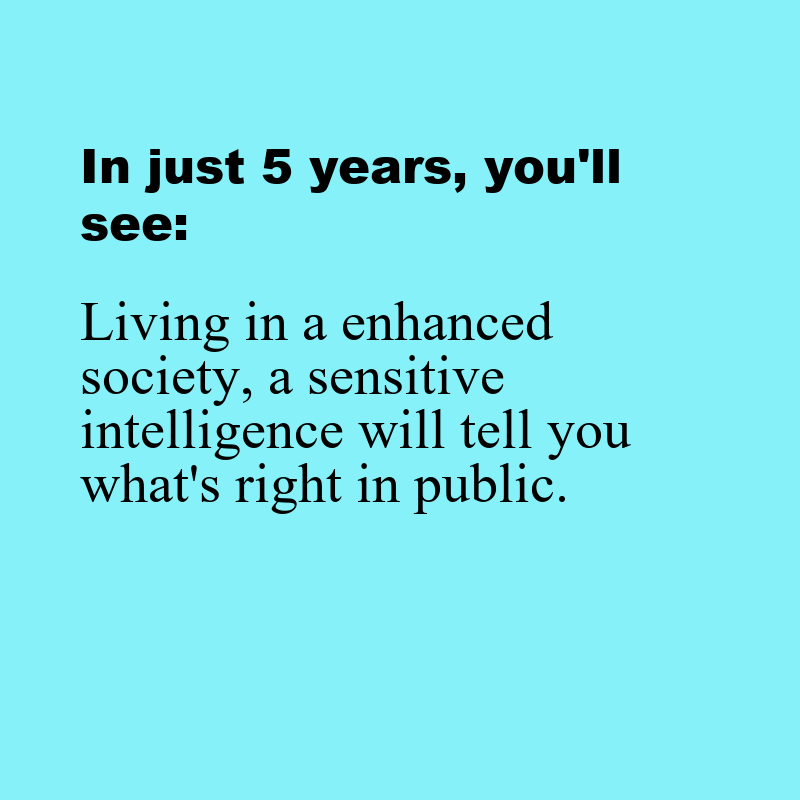 In just 5 years, you'll
see:
Living in a enhanced
society, a sensitive
intelligence will tell you
what's right in public.